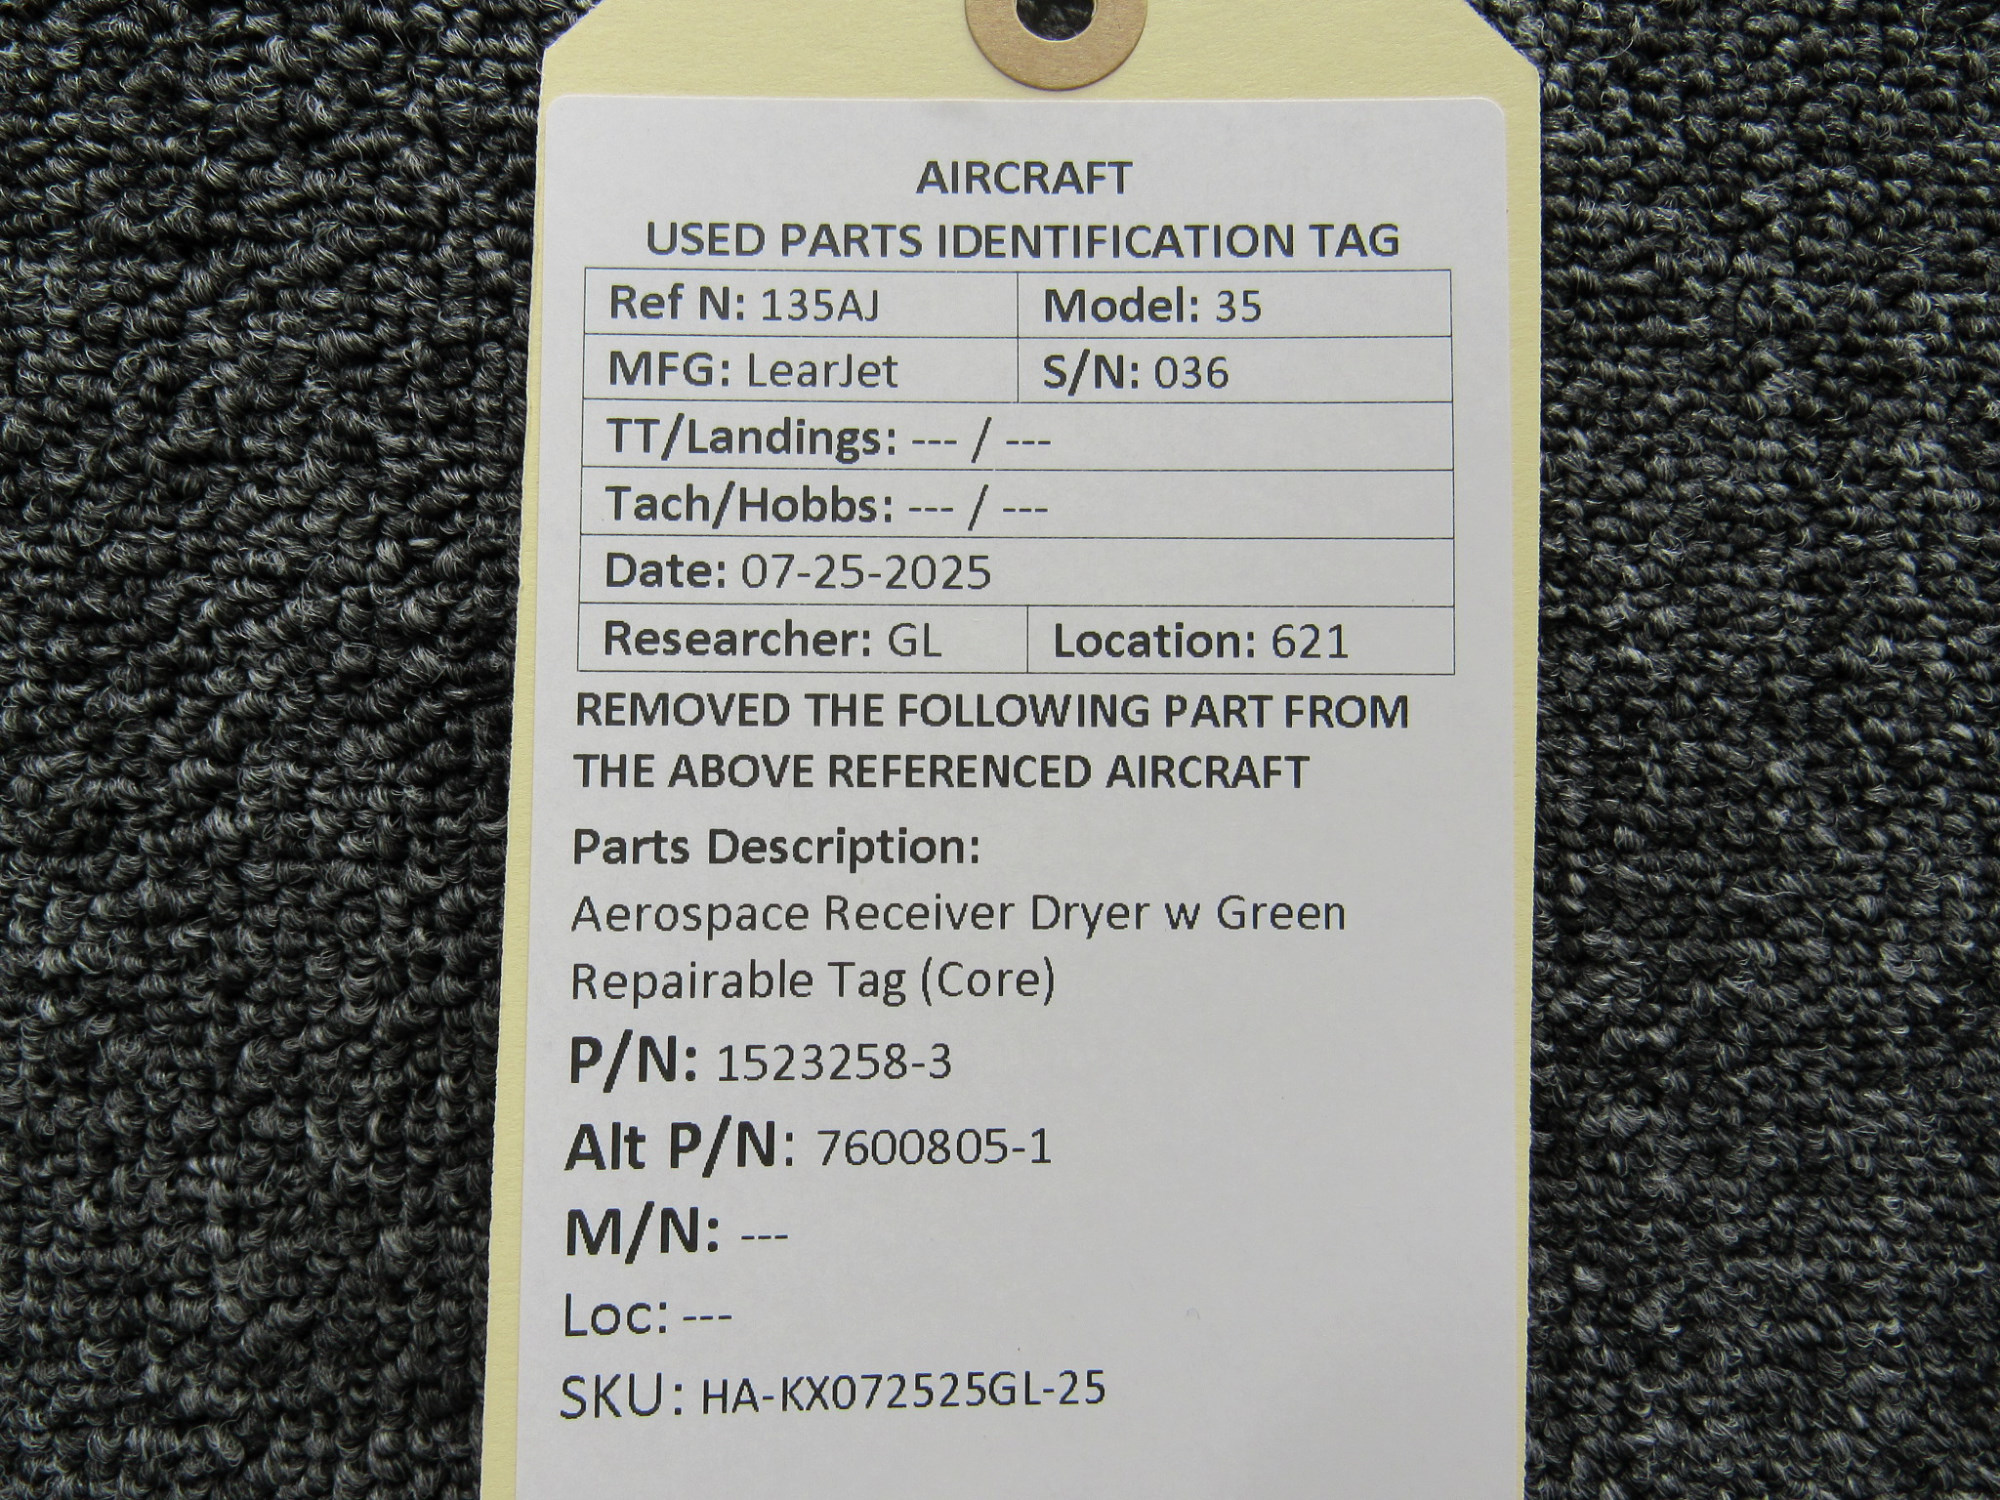 AIRCRAFT
USED PARTS IDENTIFICATION TAG
Ref N: 135AJ Model: 35
MFG: LearJet S/N: 036
TT/Landings: --- / ---
Tach/Hobbs: --- / ---
Date: 07-25-2025
Researcher: GL Location: 621
REMOVED THE FOLLOWING PART FROM
THE ABOVE REFERENCED AIRCRAFT
Parts Description:
Aerospace Receiver Dryer w Green
Repairable Tag (Core)
P/N: 1523258-3
Alt P/N: 7600805-1
M/N: ---
Loc: ---
SKU: HA-KX072525GL-25